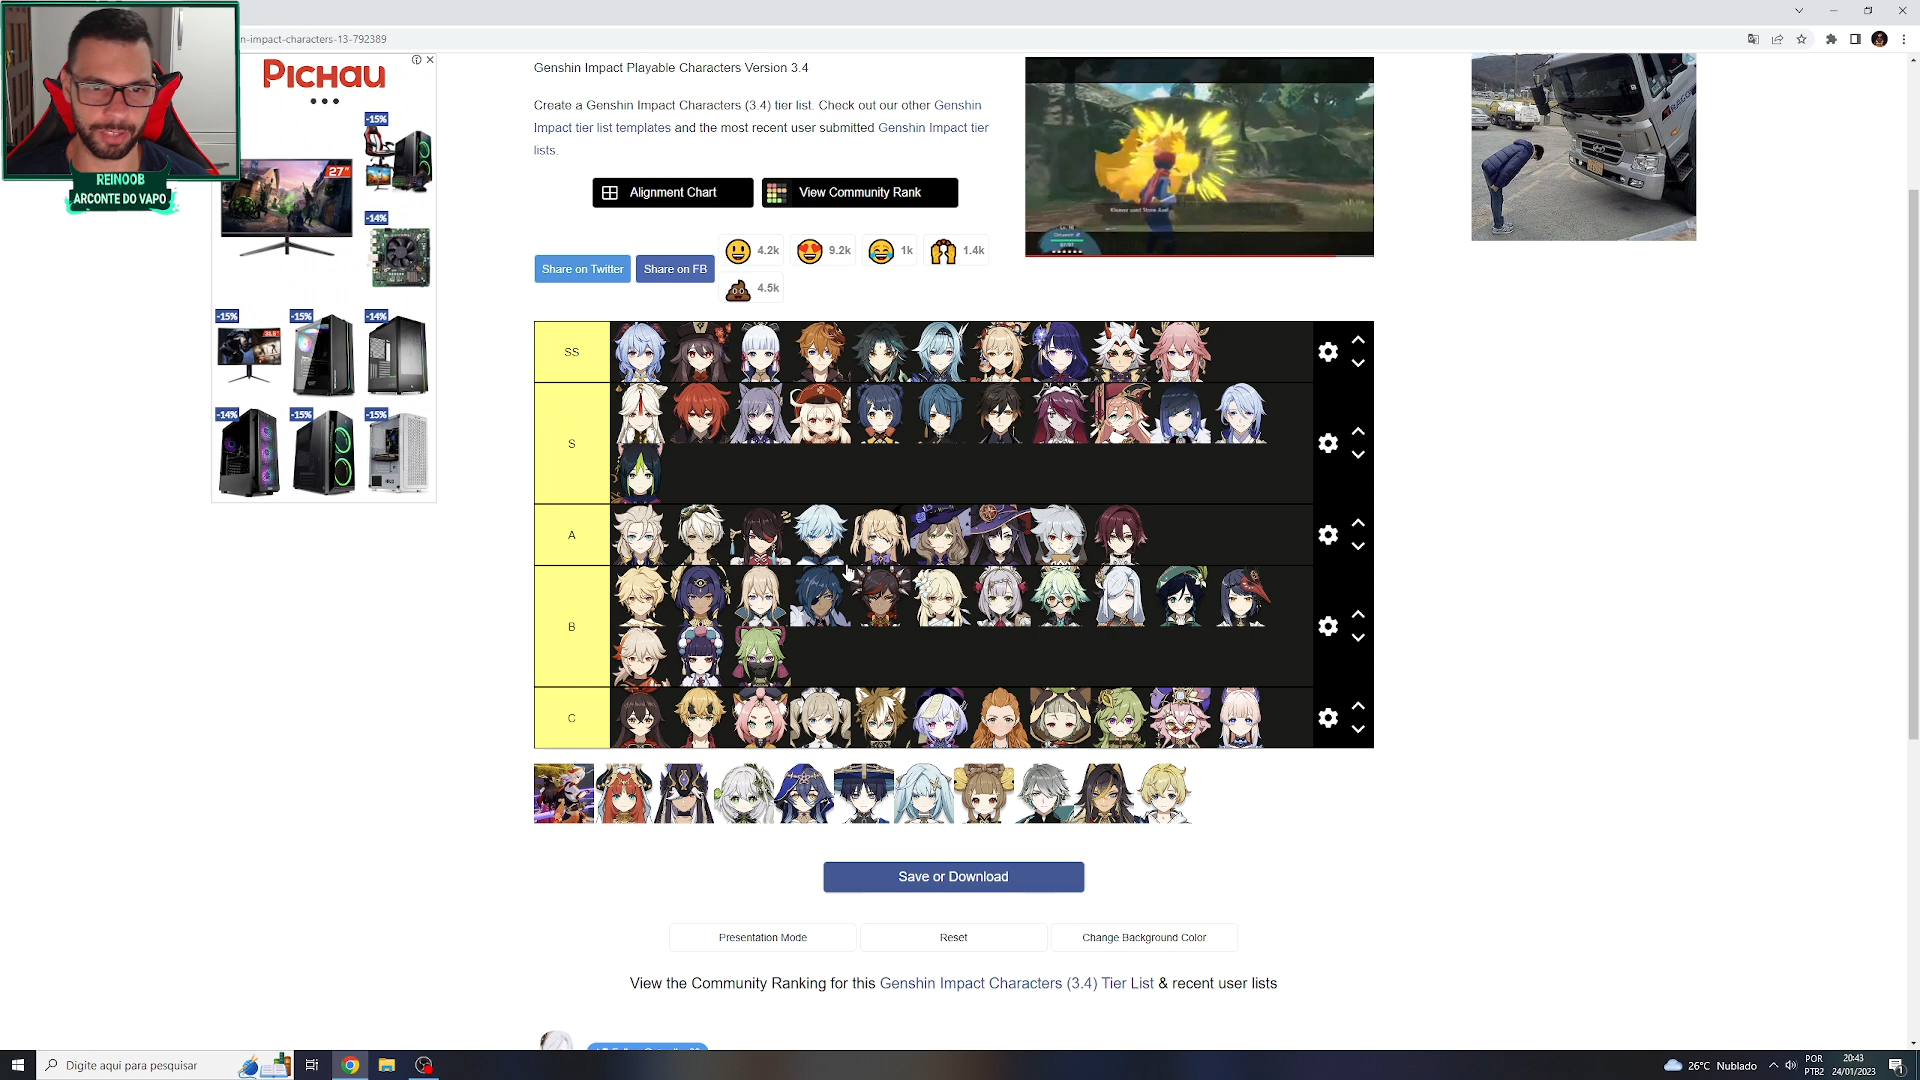 n-impact-characters-13-792389
REINOOB
ARCONTE DO VAPO
PICHAU
-15%
27"
-14%
-15%
-15%
-14%
-14%
-15%
-15%
Genshin Impact Playable Characters Version 3.4
Create a Genshin Impact Characters (3.4) tier list. Check out our other Genshin
Impact tier list templates and the most recent user submitted Genshin Impact tier
lists.
Alignment Chart
View Community Rank
Share on Twitter
Share on FB
4.2k
9.2k
1k
1.4k
4.5k
Kleavor used Stone Axe!
SS
S
A
B
C
Save or Download
Presentation Mode
Reset
Change Background Color
View the Community Ranking for this Genshin Impact Characters (3.4) Tier List & recent user lists
Digite aqui para pesquisar
26°C Nublado
POR
PTB2
20:43
24/01/2023